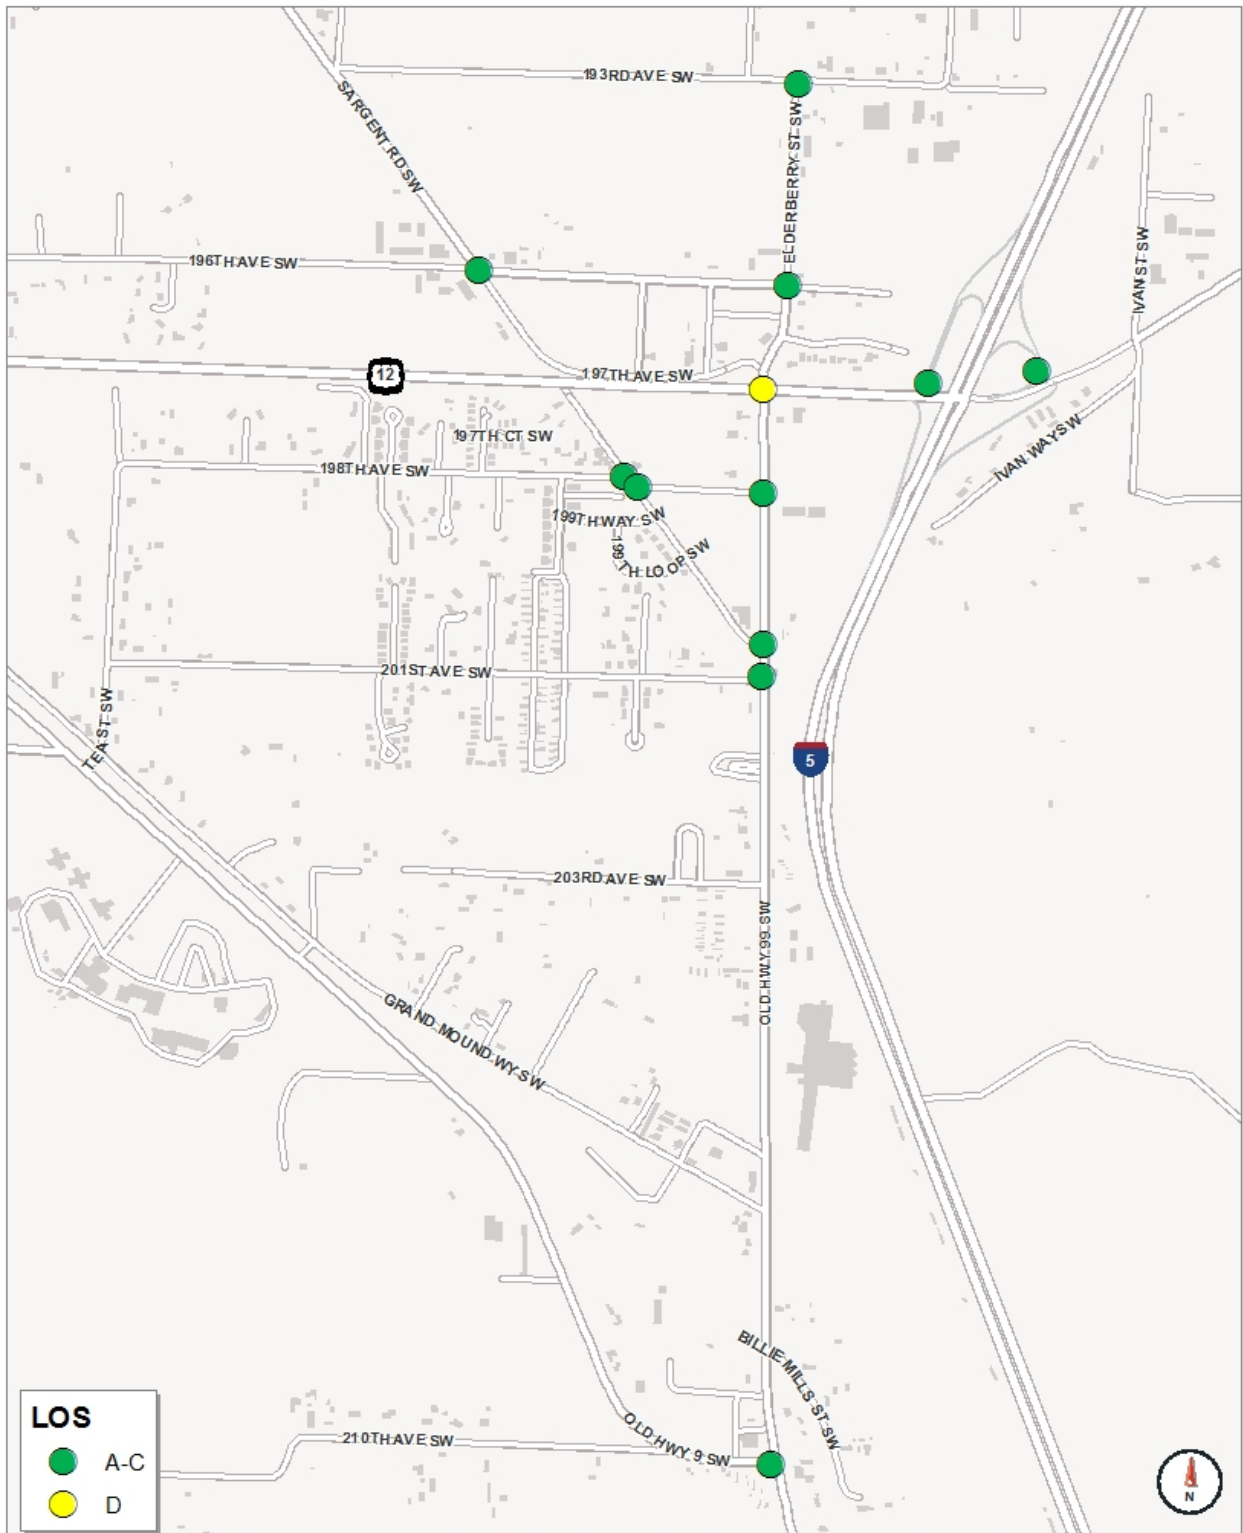 193RD AVE SW
SARGENT RD SW
ELDERBERRY ST SW
196TH AVE SW
IVAN ST SW
12
197TH AVE SW
197TH CT SW
IVAN WAY SW
198TH AVE SW
199TH WAY SW
199TH LOOP SW
201ST AVE SW
TEA ST SW
5
203RD AVE SW
OLD HWY 99 SW
GRAND MOUND WY SW
BILLIE MILLS ST SW
OLD HWY 9 SW
210TH AVE SW
LOS
A-C
D
N